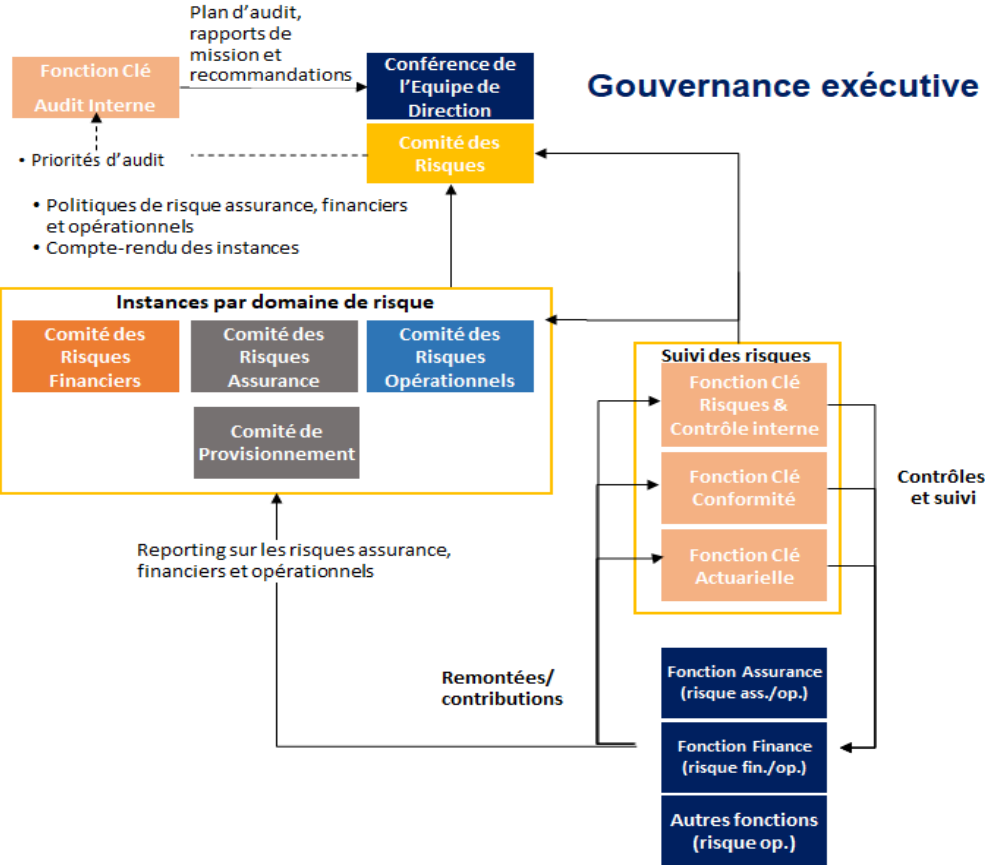 Plan d’audit,
rapports de
mission et
recommandations
Fonction Clé
Audit Interne
Conférence de
l’Equipe de
Direction
Gouvernance exécutive
Comité des
Risques
• Priorités d’audit
• Politiques de risque assurance, financiers
et opérationnels
• Compte-rendu des instances
Instances par domaine de risque
Comité des
Risques
Financiers
Comité des
Risques
Assurance
Comité des
Risques
Opérationnels
Comité de
Provisionnement
Suivi des risques
Fonction Clé
Risques &
Contrôle interne
Fonction Clé
Conformité
Fonction Clé
Actuarielle
Contrôles
et suivi
Reporting sur les risques assurance,
financiers et opérationnels
Remontées/
contributions
Fonction Assurance
(risque ass./op.)
Fonction Finance
(risque fin./op.)
Autres fonctions
(risque op.)